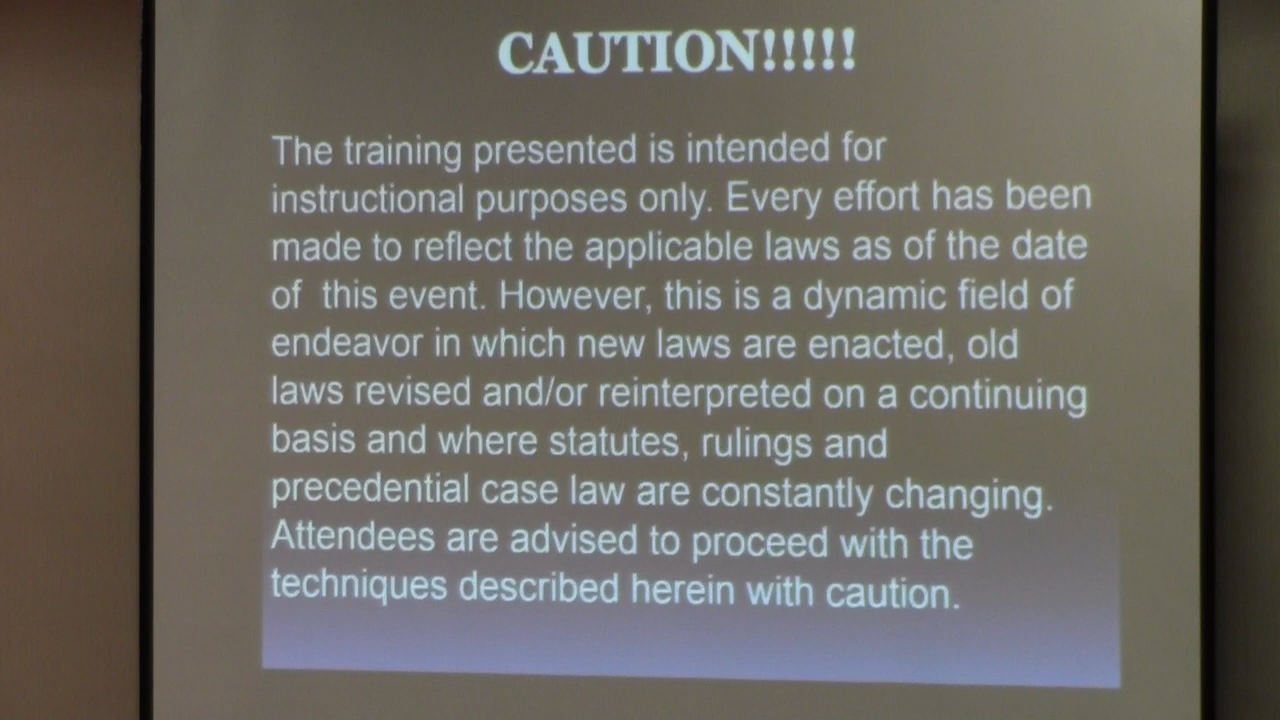 CAUTION!!!!!
The training presented is intended for
instructional purposes only. Every effort has been
made to reflect the applicable laws as of the date
of  this event. However, this is a dynamic field of
endeavor in which new laws are enacted, old
laws revised and/or reinterpreted on a continuing
basis and where statutes, rulings and
precedential case law are constantly changing.
Attendees are advised to proceed with the
techniques described herein with caution.